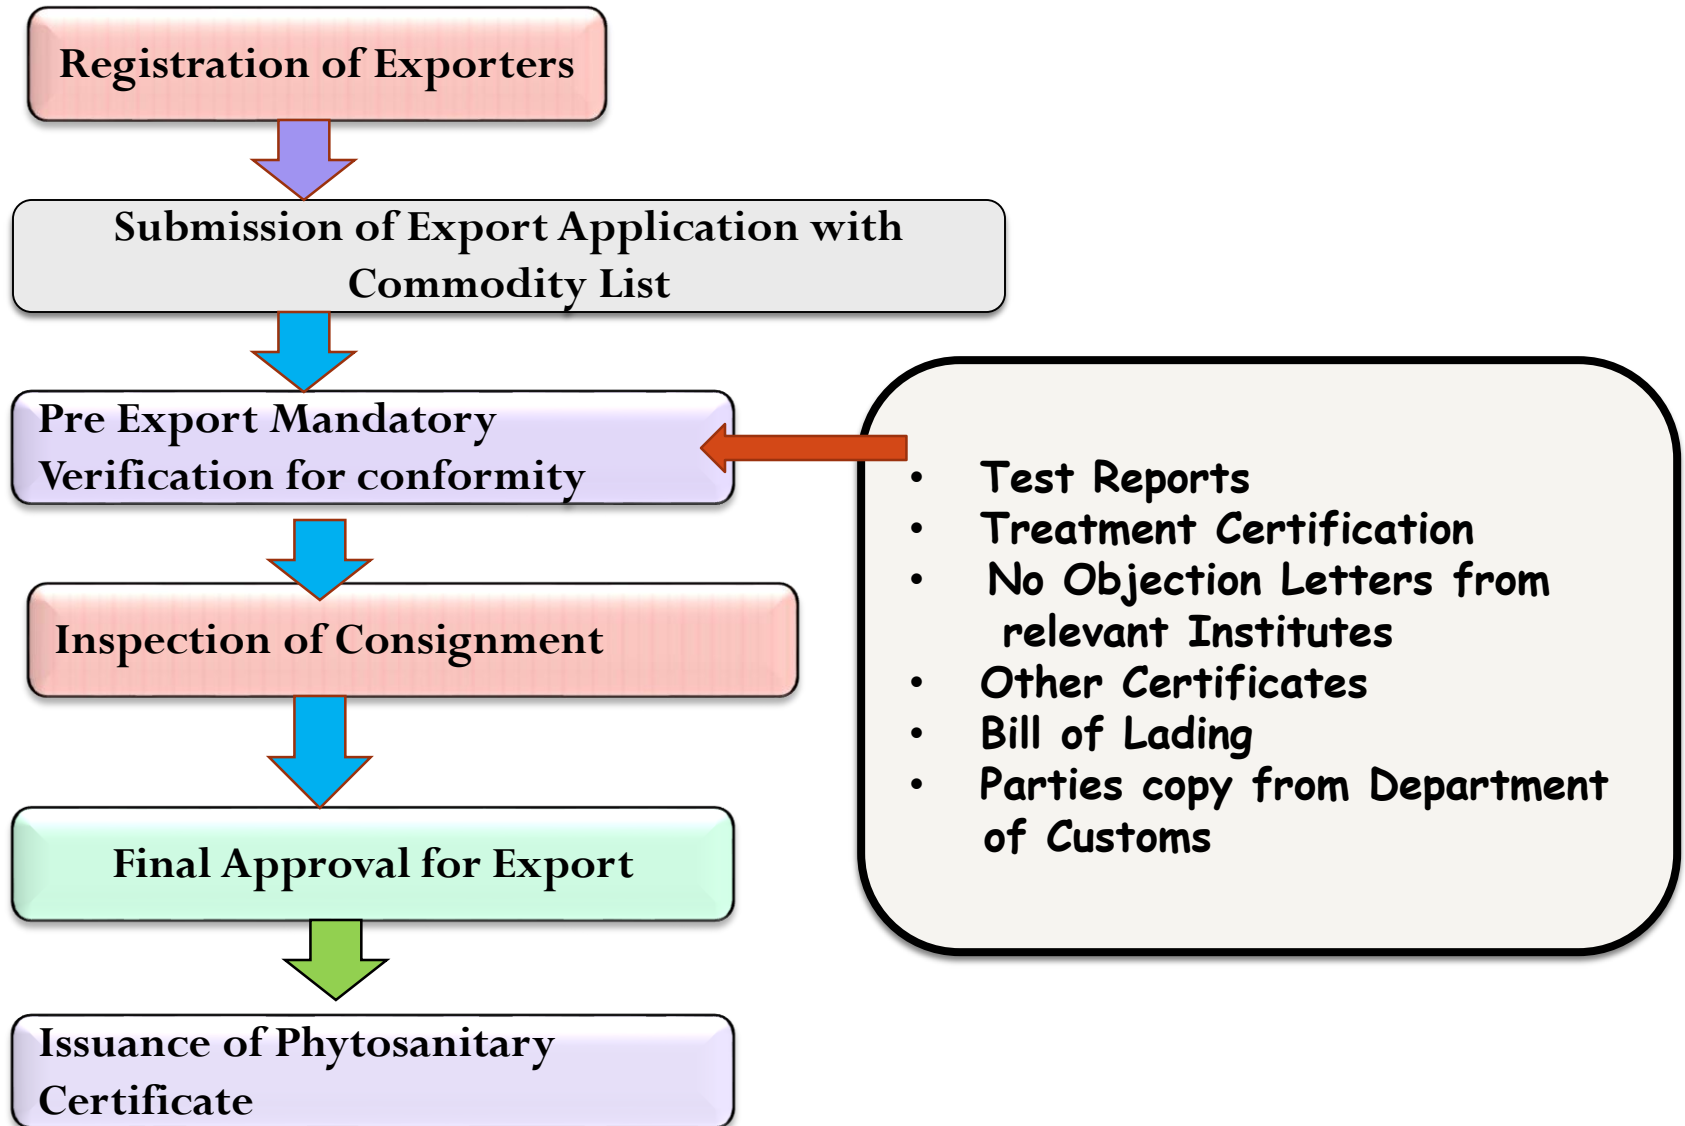 Registration of Exporters
Submission of Export Application with
Commodity List
Pre Export Mandatory
Verification for conformity
• Test Reports
• Treatment Certification
• No Objection Letters from
relevant Institutes
• Other Certificates
• Bill of Lading
• Parties copy from Department
of Customs
Inspection of Consignment
Final Approval for Export
Issuance of Phytosanitary
Certificate